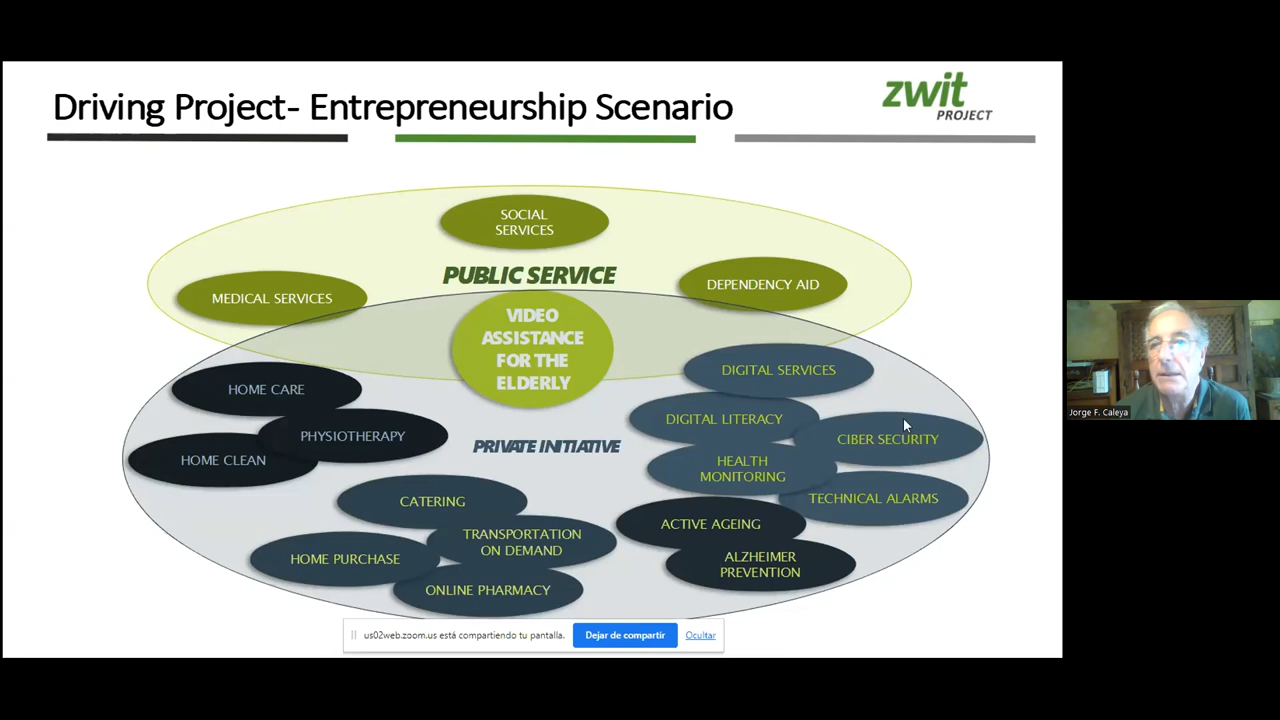 Driving Project- Entrepreneurship Scenario
zwit
PROJECT
SOCIAL
SERVICES
PUBLIC SERVICE
MEDICAL SERVICES
DEPENDENCY AID
VIDEO
ASSISTANCE
FOR THE
ELDERLY
DIGITAL SERVICES
HOME CARE
DIGITAL LITERACY
PHYSIOTHERAPY
CIBER SECURITY
PRIVATE INITIATIVE
HOME CLEAN
HEALTH
MONITORING
CATERING
TECHNICAL ALARMS
ACTIVE AGEING
TRANSPORTATION
ON DEMAND
HOME PURCHASE
ALZHEIMER
PREVENTION
ONLINE PHARMACY
us02web.zoom.us está compartiendo tu pantalla.
Dejar de compartir
Ocultar
Jorge F. Caleya